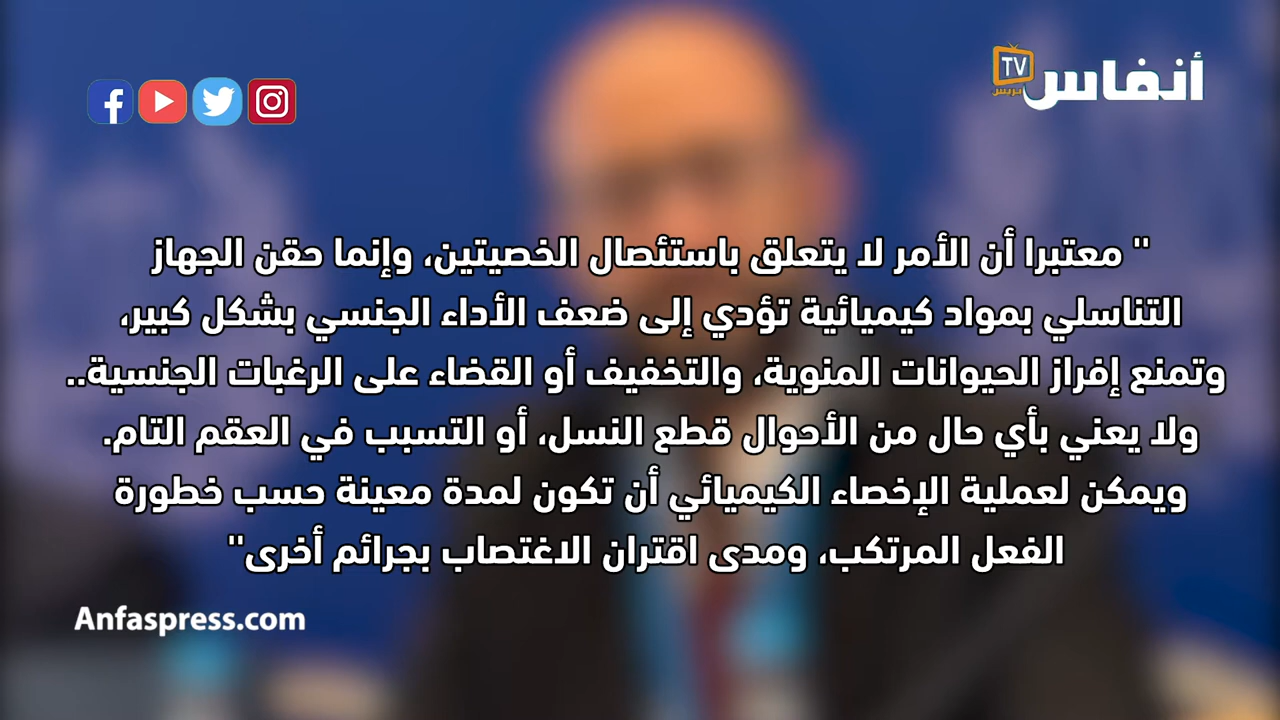 أنفاس
TV
بريس
" معتبرا أن الأمر لا يتعلق باستئصال الخصيتين، وإنما حقن الجهاز
التناسلي بمواد كيميائية تؤدي إلى ضعف الأداء الجنسي بشكل كبير،
وتمنع إفراز الحيوانات المنوية، والتخفيف أو القضاء على الرغبات الجنسية..
ولا يعني بأي حال من الأحوال قطع النسل، أو التسبب في العقم التام.
ويمكن لعملية الإخصاء الكيميائي أن تكون لمدة معينة حسب خطورة
الفعل المرتكب، ومدى اقتران الاغتصاب بجرائم أخرى"
Anfaspress.com